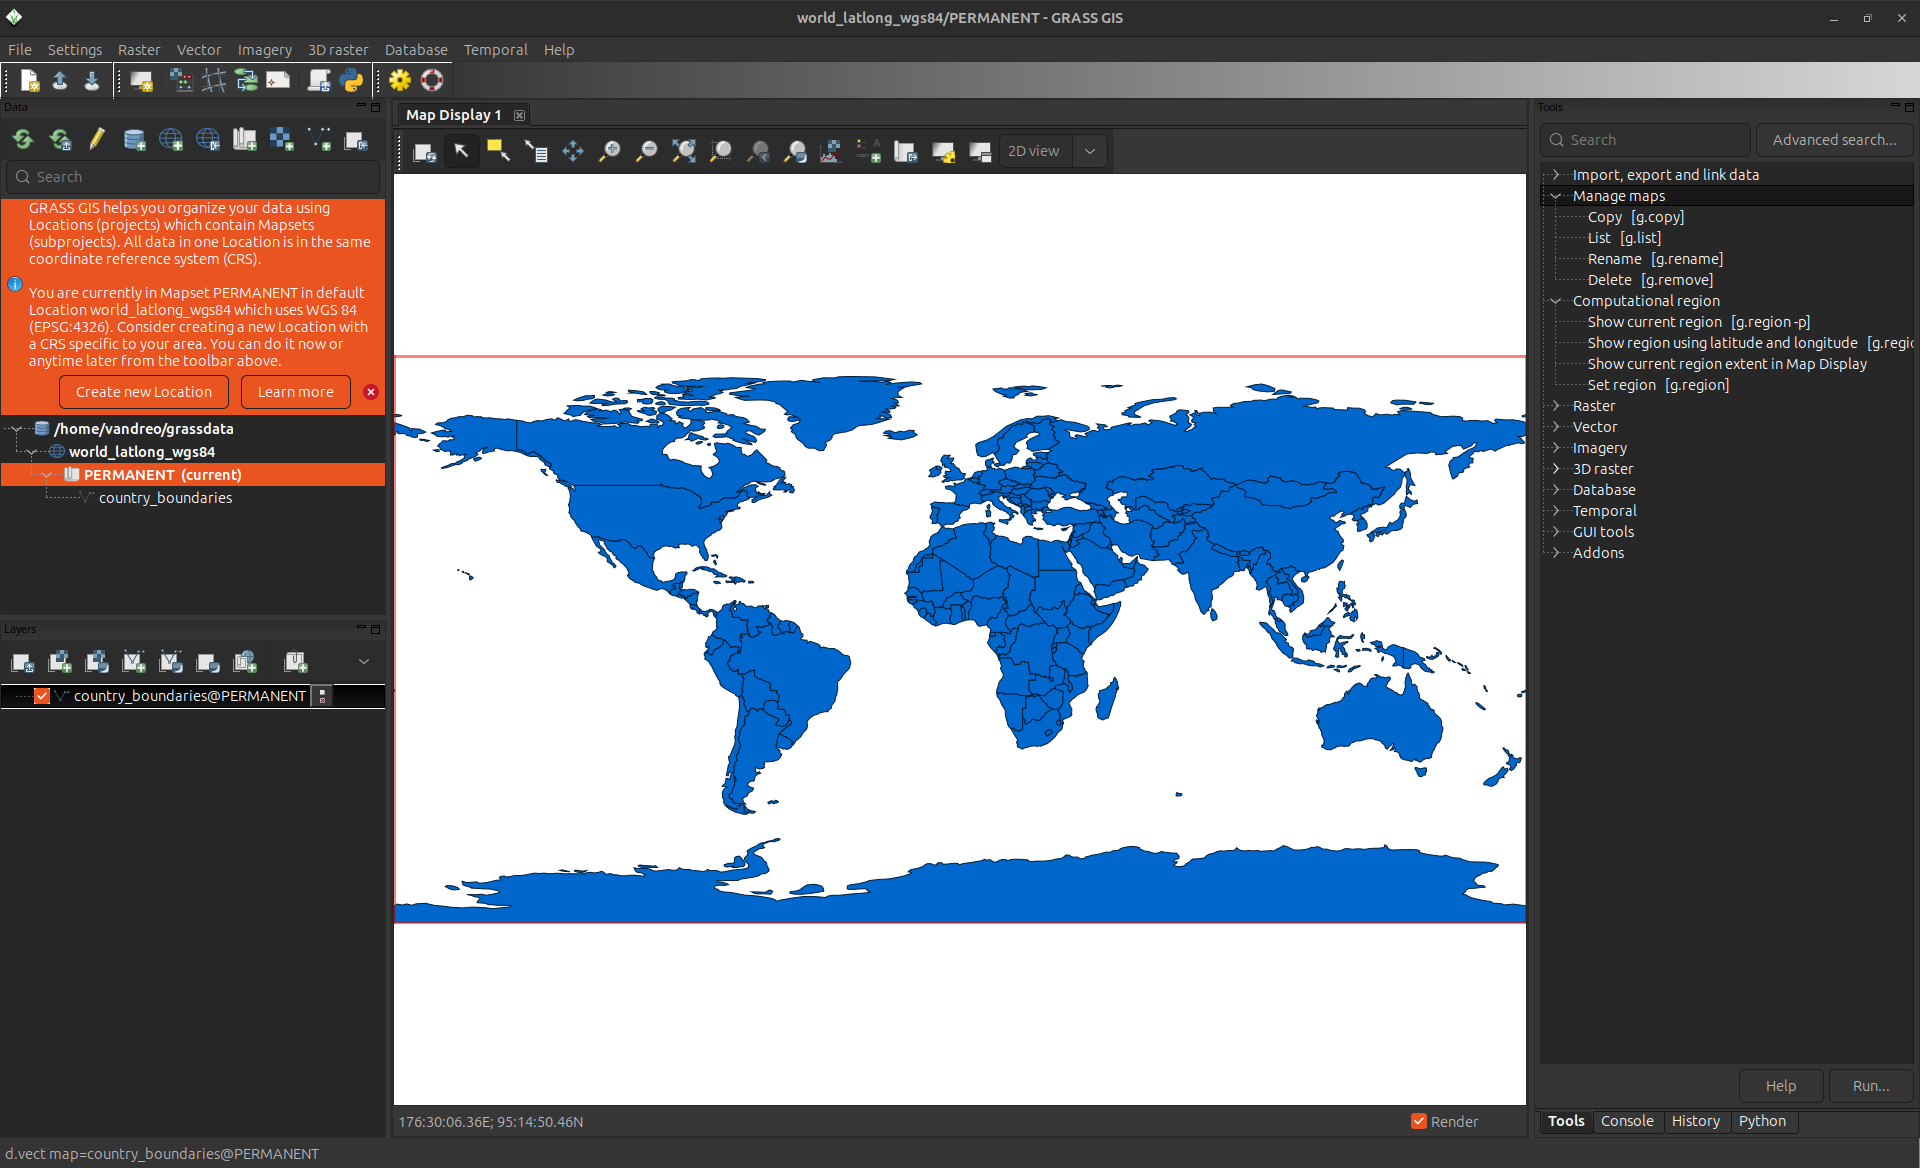 world_latlong_wgs84/PERMANENT - GRASS GIS
File Settings Raster Vector Imagery 3D raster Database Temporal Help
Data
Search
GRASS GIS helps you organize your data using
Locations (projects) which contain Mapsets
(subprojects). All data in one Location is in the same
coordinate reference system (CRS).
You are currently in Mapset PERMANENT in default
Location world_latlong_wgs84 which uses WGS 84
(EPSG:4326). Consider creating a new Location with
a CRS specific to your area. You can do it now or
anytime later from the toolbar above.
Create new Location Learn more
/home/vandreo/grassdata
world_latlong_wgs84
PERMANENT (current)
country_boundaries
Layers
country_boundaries@PERMANENT
Map Display 1
2D view
176:30:06.36E; 95:14:50.46N
Render
Tools
Search Advanced search...
Import, export and link data
Manage maps
Copy [g.copy]
List [g.list]
Rename [g.rename]
Delete [g.remove]
Computational region
Show current region [g.region -p]
Show region using latitude and longitude [g.regi
Show current region extent in Map Display
Set region [g.region]
Raster
Vector
Imagery
3D raster
Database
Temporal
GUI tools
Addons
Help Run...
Tools Console History Python
d.vect map=country_boundaries@PERMANENT